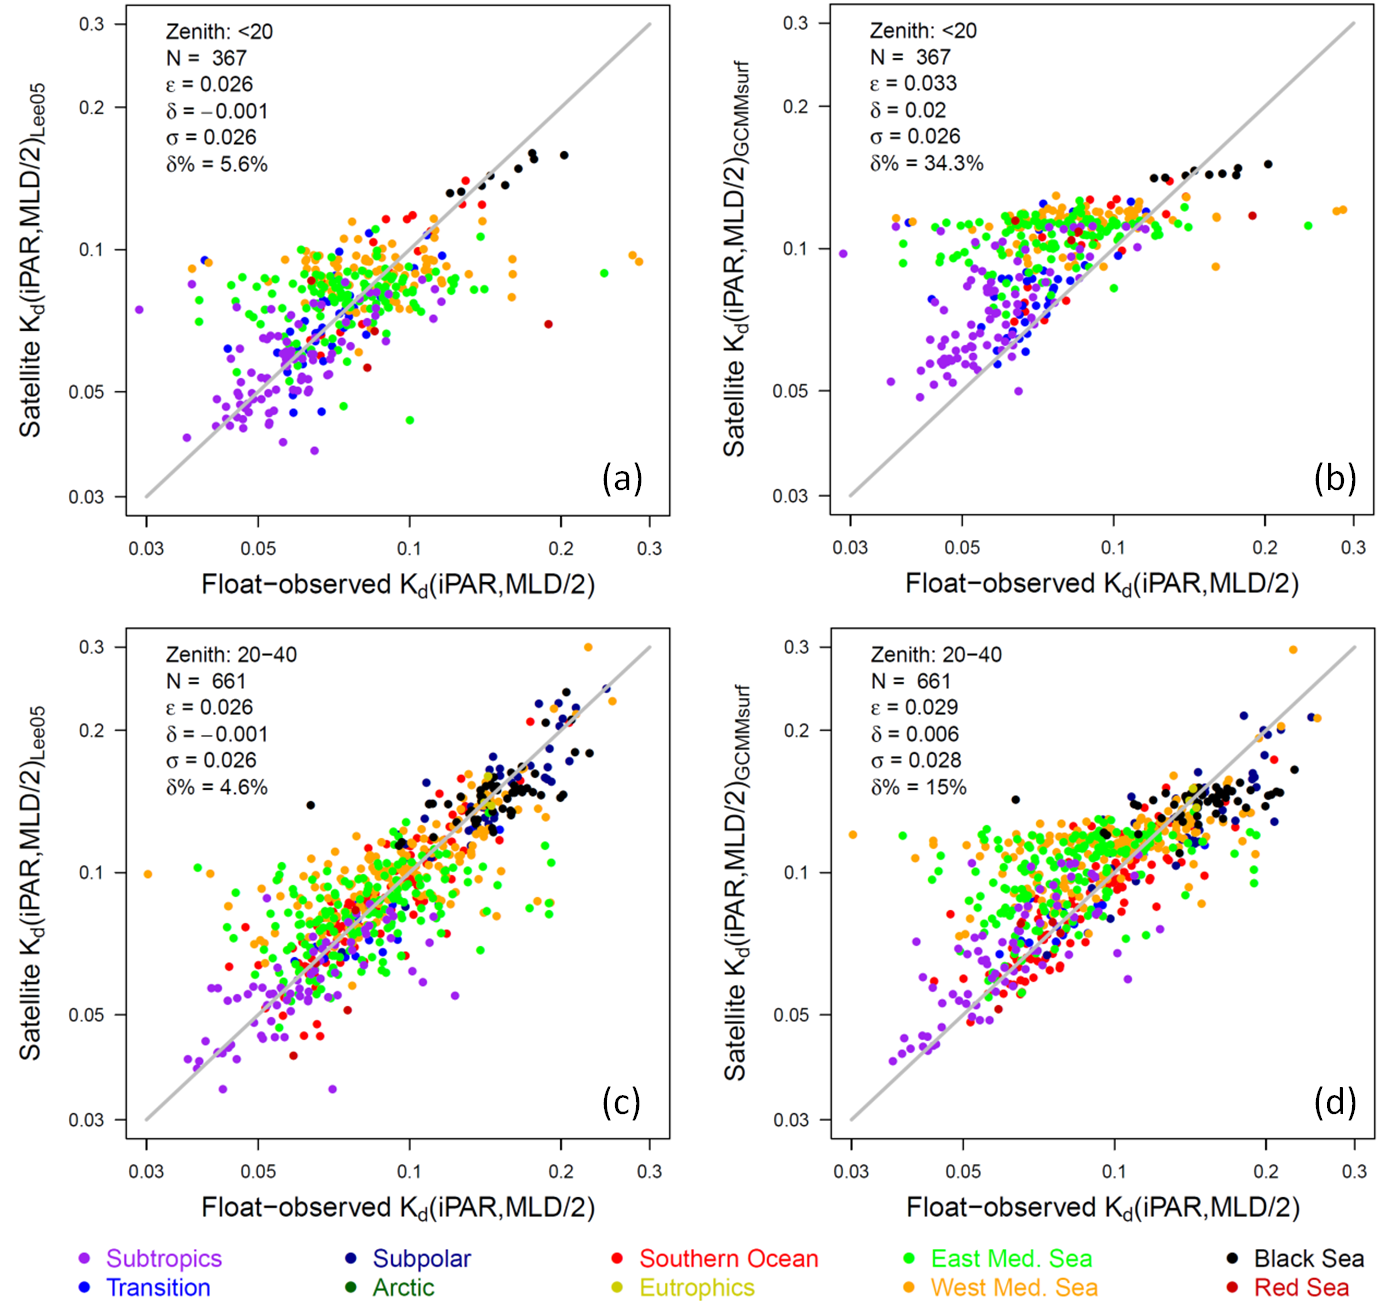 Zenith: <20
N = 367
ε = 0.026
δ = −0.001
σ = 0.026
δ% = 5.6%
0.3
0.2
0.1
0.05
0.03
Satellite Kd(iPAR,MLD/2)Lee05
(a)
0.03 0.05 0.1 0.2 0.3
Float−observed Kd(iPAR,MLD/2)
Zenith: <20
N = 367
ε = 0.033
δ = 0.02
σ = 0.026
δ% = 34.3%
0.3
0.2
0.1
0.05
0.03
Satellite Kd(iPAR,MLD/2)GCMMsurf
(b)
0.03 0.05 0.1 0.2 0.3
Float−observed Kd(iPAR,MLD/2)
Zenith: 20−40
N = 661
ε = 0.026
δ = −0.001
σ = 0.026
δ% = 4.6%
0.3
0.2
0.1
0.05
0.03
Satellite Kd(iPAR,MLD/2)Lee05
(c)
0.03 0.05 0.1 0.2 0.3
Float−observed Kd(iPAR,MLD/2)
Zenith: 20−40
N = 661
ε = 0.029
δ = 0.006
σ = 0.028
δ% = 15%
0.3
0.2
0.1
0.05
0.03
Satellite Kd(iPAR,MLD/2)GCMMsurf
(d)
0.03 0.05 0.1 0.2 0.3
Float−observed Kd(iPAR,MLD/2)
Subtropics Subpolar Southern Ocean East Med. Sea Black Sea
Transition Arctic Eutrophics West Med. Sea Red Sea